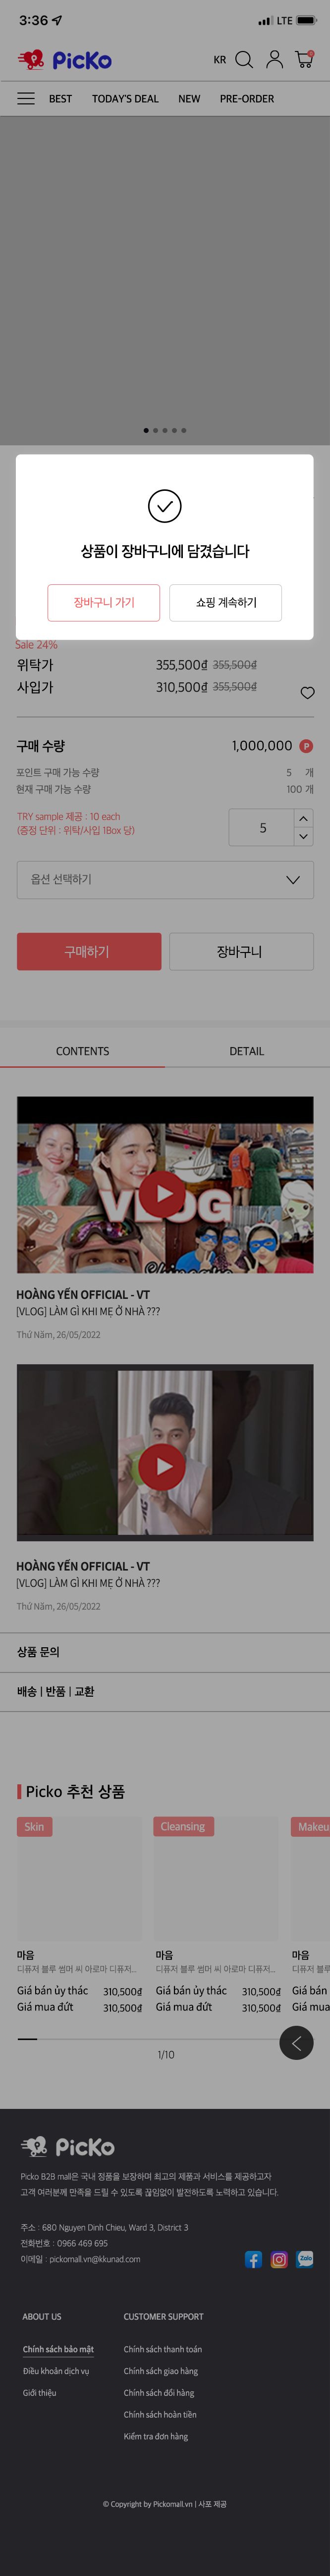 3:36
LTE
PicKo
KR
0
BEST TODAY'S DEAL NEW PRE-ORDER
상품이 장바구니에 담겼습니다
장바구니 가기 쇼핑 계속하기
Sale 24%
위탁가 355,500₫ 355,500₫
사입가 310,500₫ 355,500₫
구매 수량 1,000,000 P
포인트 구매 가능 수량 5 개
현재 구매 가능 수량 100 개
TRY sample 제공 : 10 each
(증정 단위 : 위탁/사입 1Box 당)
5
옵션 선택하기
구매하기 장바구니
CONTENTS DETAIL
VLOG
HOÀNG YẾN OFFICIAL - VT
[VLOG] LÀM GÌ KHI MẸ Ở NHÀ ???
Thứ Năm, 26/05/2022
HOÀNG YẾN OFFICIAL - VT
[VLOG] LÀM GÌ KHI MẸ Ở NHÀ ???
Thứ Năm, 26/05/2022
상품 문의
배송 | 반품 | 교환
Picko 추천 상품
Skin Cleansing Makeu
마음 마음 마음
디퓨저 블루 썸머 씨 아로마 디퓨저... 디퓨저 블루 썸머 씨 아로마 디퓨저... 디퓨저 블루
Giá bán ủy thác 310,500₫ Giá bán ủy thác 310,500₫ Giá bán
Giá mua đứt 310,500₫ Giá mua đứt 310,500₫ Giá mua
1/10
PicKo
Picko B2B mall은 국내 정품을 보장하며 최고의 제품과 서비스를 제공하고자
고객 여러분께 만족을 드릴 수 있도록 끊임없이 발전하도록 노력하고 있습니다.
주소 : 680 Nguyen Dinh Chieu, Ward 3, District 3
전화번호 : 0966 469 695
이메일 : pickomall.vn@kkunad.com
Zalo
ABOUT US CUSTOMER SUPPORT
Chính sách bảo mật Chính sách thanh toán
Điều khoản dịch vụ Chính sách giao hàng
Giới thiệu Chính sách đổi hàng
Chính sách hoàn tiền
Kiểm tra đơn hàng
© Copyright by Pickomall.vn | 사포 제공